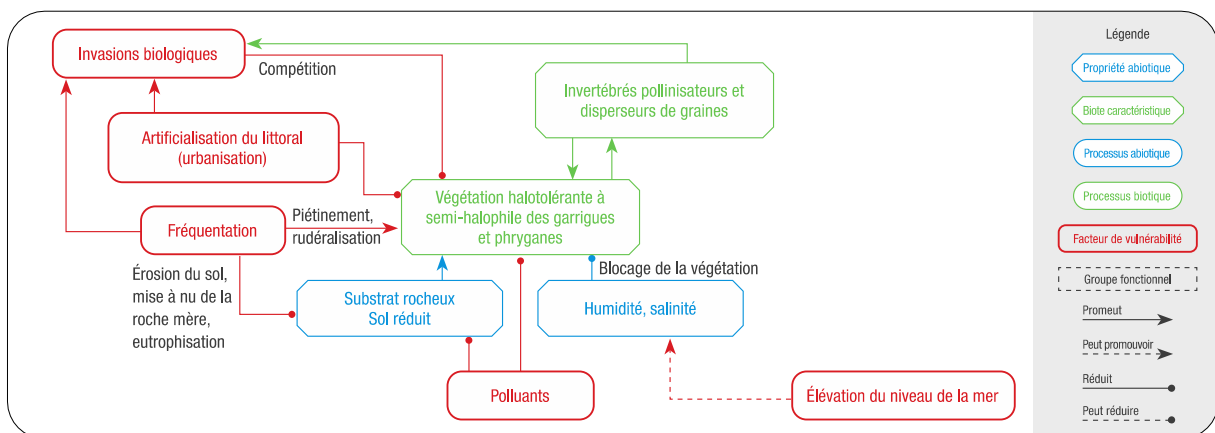 Invasions biologiques
Compétition
Invertébrés pollinisateurs et
disperseurs de graines
Artificialisation du littoral
(urbanisation)
Végétation halotolérante à
semi-halophile des garrigues
et phryganes
Fréquentation
Piétinement,
rudéralisation
Érosion du sol,
mise à nu de la
roche mère,
eutrophisation
Substrat rocheux
Sol réduit
Blocage de la végétation
Humidité, salinité
Polluants
Élévation du niveau de la mer
Légende
Propriété abiotique
Biote caractéristique
Processus abiotique
Processus biotique
Facteur de vulnérabilité
Groupe fonctionnel
Promeut
Peut promouvoir
Réduit
Peut réduire